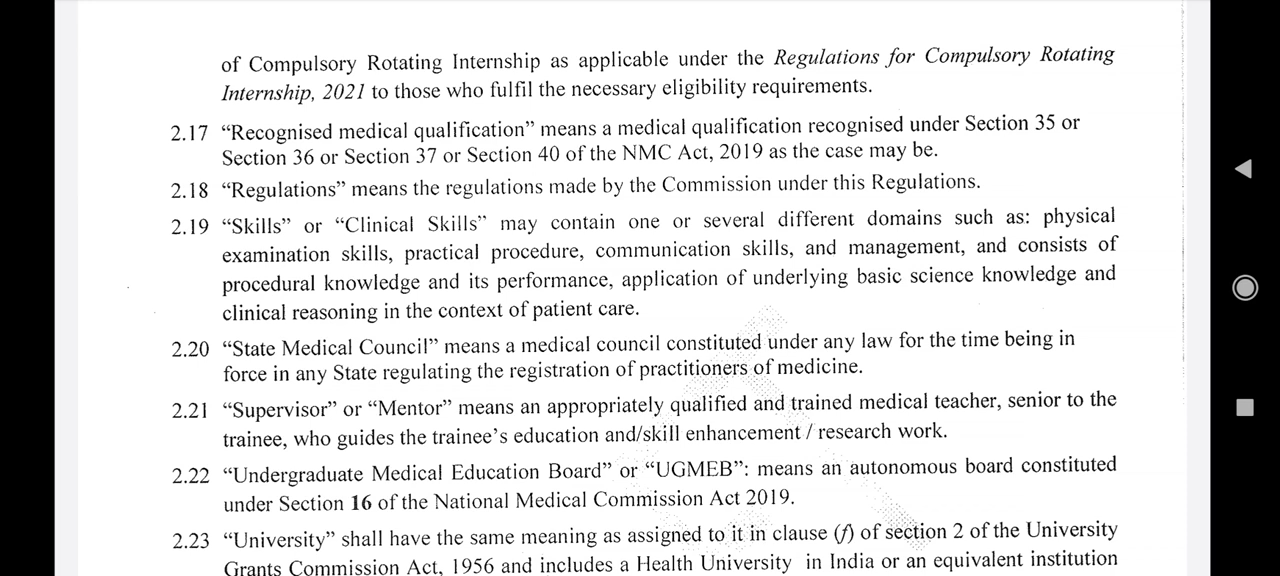 of Compulsory Rotating Internship as applicable under the Regulations for Compulsory Rotating
Internship, 2021 to those who fulfil the necessary eligibility requirements.
2.17 “Recognised medical qualification” means a medical qualification recognised under Section 35 or
Section 36 or Section 37 or Section 40 of the NMC Act, 2019 as the case may be.
2.18 “Regulations” means the regulations made by the Commission under this Regulations.
2.19 “Skills” or “Clinical Skills” may contain one or several different domains such as: physical
examination skills, practical procedure, communication skills, and management, and consists of
procedural knowledge and its performance, application of underlying basic science knowledge and
clinical reasoning in the context of patient care.
2.20 “State Medical Council” means a medical council constituted under any law for the time being in
force in any State regulating the registration of practitioners of medicine.
2.21 “Supervisor” or “Mentor” means an appropriately qualified and trained medical teacher, senior to the
trainee, who guides the trainee’s education and/skill enhancement / research work.
2.22 “Undergraduate Medical Education Board” or “UGMEB”: means an autonomous board constituted
under Section 16 of the National Medical Commission Act 2019.
2.23 “University” shall have the same meaning as assigned to it in clause (f) of section 2 of the University
Grants Commission Act, 1956 and includes a Health University in India or an equivalent institution